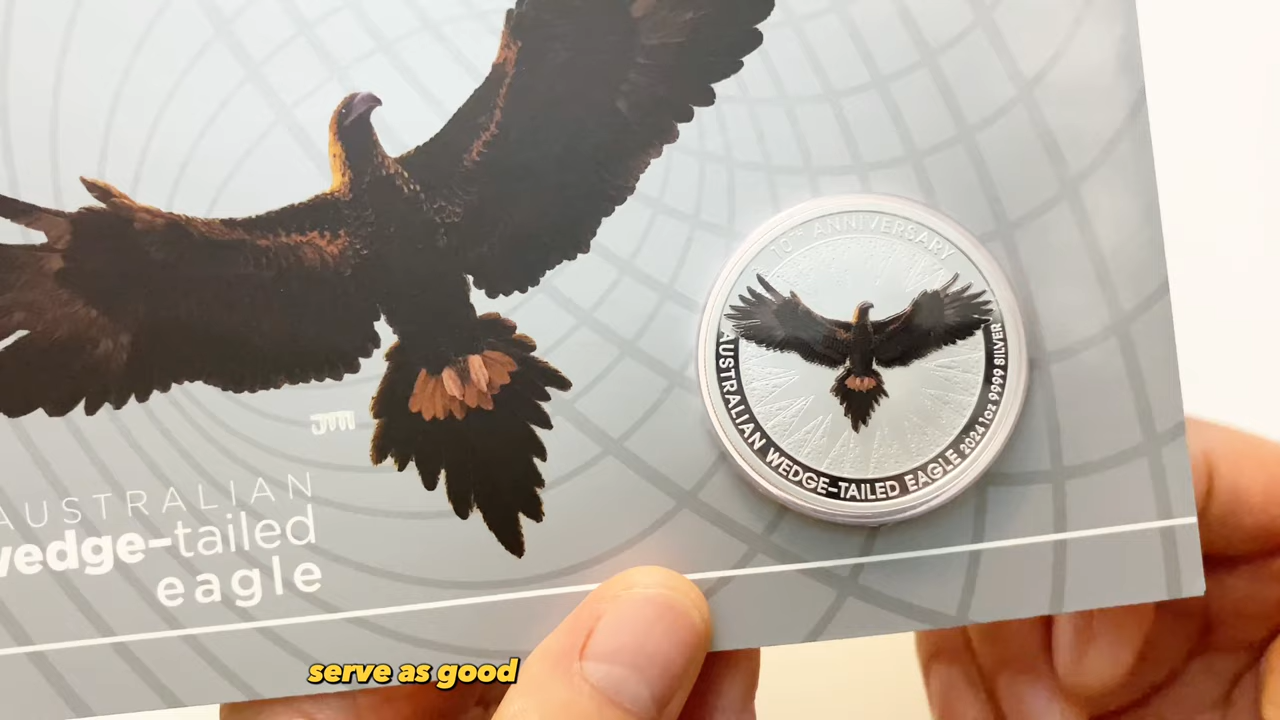 10TH ANNIVERSARY
AUSTRALIAN WEDGE-TAILED EAGLE 2024 1oz 9999 SILVER
JM
AUSTRALIAN
wedge-tailed
eagle
serve as good